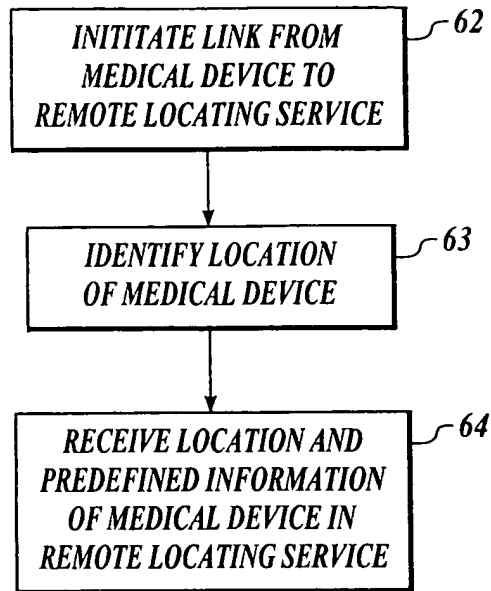 INITITATE LINK FROM
MEDICAL DEVICE TO
REMOTE LOCATING SERVICE
62
IDENTIFY LOCATION
OF MEDICAL DEVICE
63
RECEIVE LOCATION AND
PREDEFINED INFORMATION
OF MEDICAL DEVICE IN
REMOTE LOCATING SERVICE
64